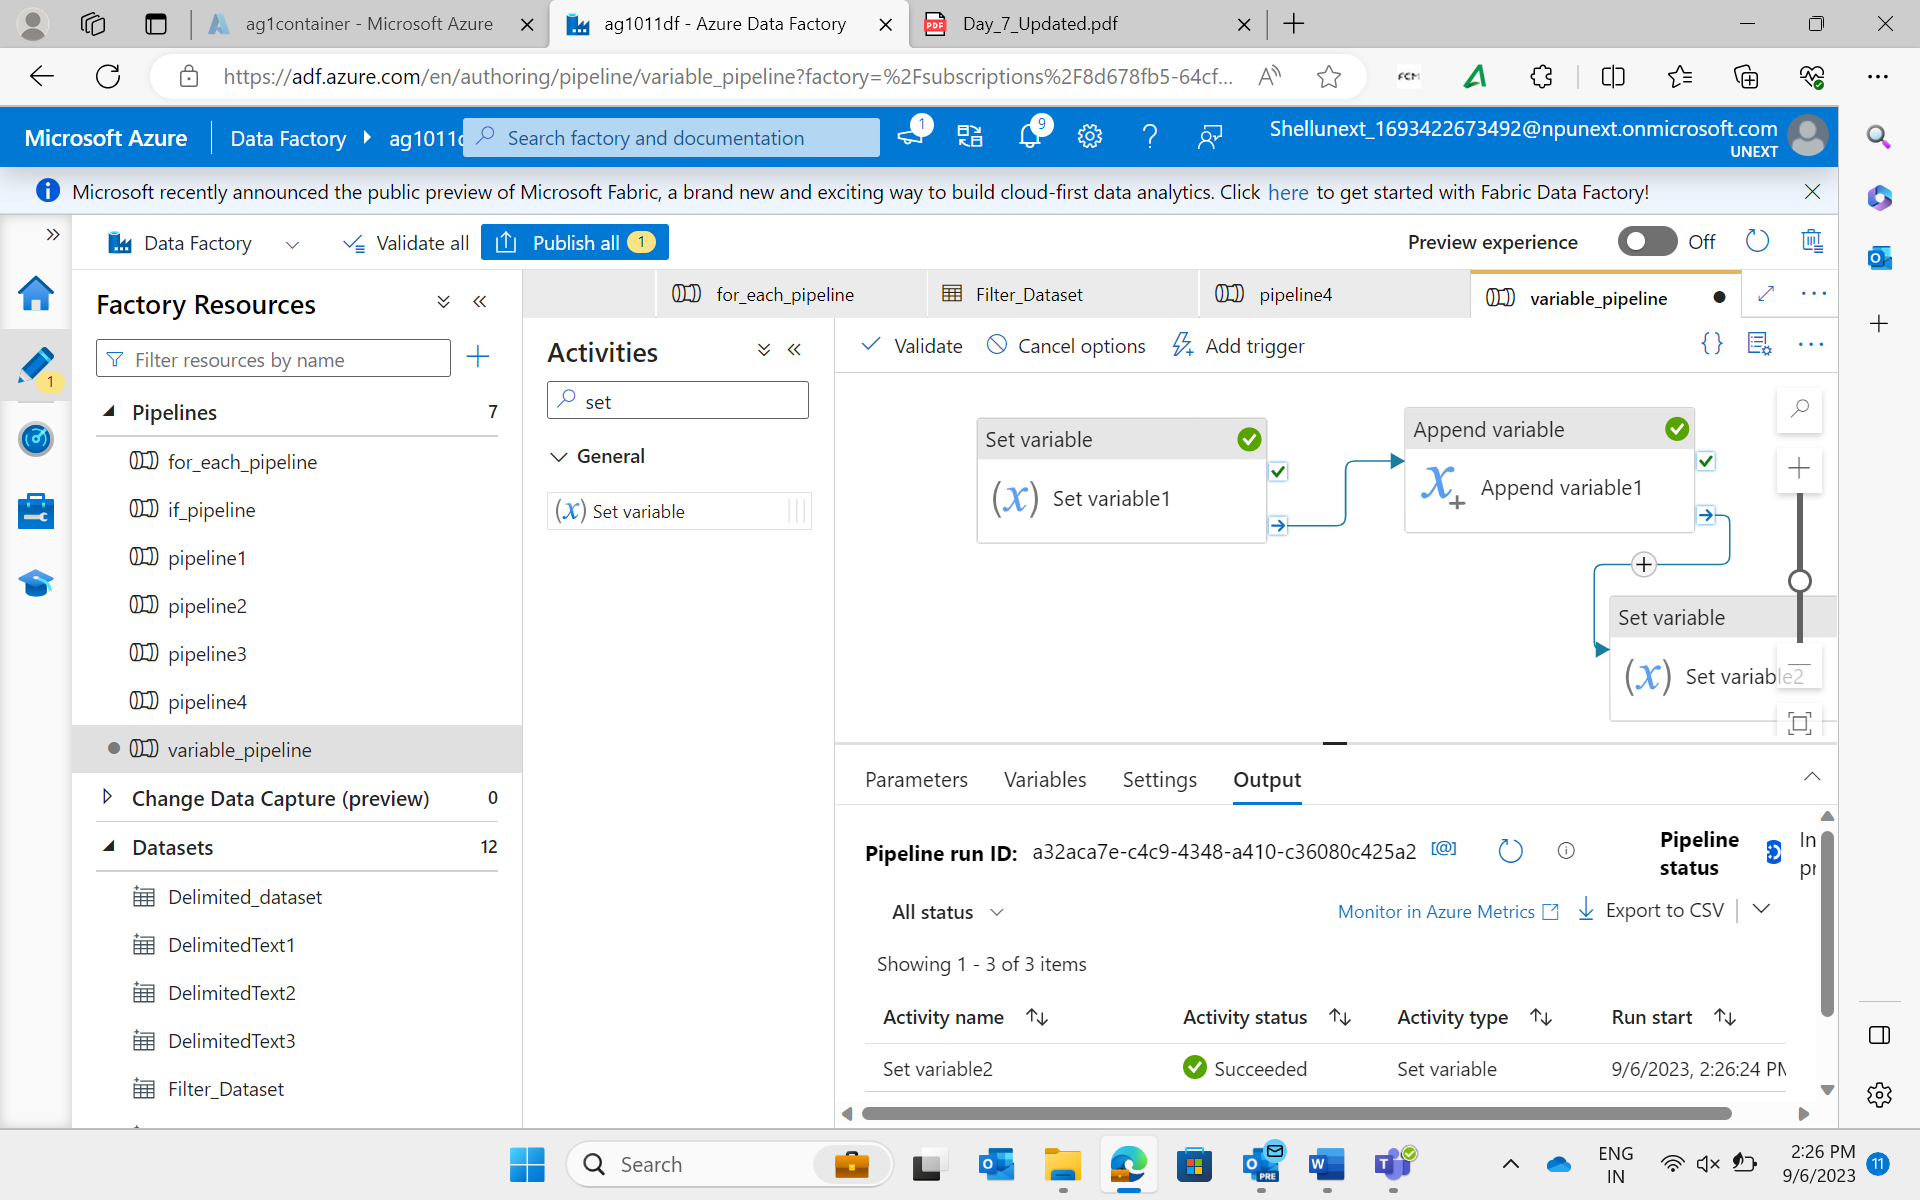 ag1container - Microsoft Azure
ag1011df - Azure Data Factory
Day_7_Updated.pdf
https://adf.azure.com/en/authoring/pipeline/variable_pipeline?factory=%2Fsubscriptions%2F8d678fb5-64cf...
FCM
Microsoft Azure
Data Factory
ag1011d
Search factory and documentation
1
9
Shellunext_1693422673492@npunext.onmicrosoft.com
UNEXT
Microsoft recently announced the public preview of Microsoft Fabric, a brand new and exciting way to build cloud-first data analytics. Click here to get started with Fabric Data Factory!
Data Factory
Validate all
Publish all 1
Preview experience
Off
Factory Resources
Filter resources by name
1
Pipelines 7
for_each_pipeline
if_pipeline
pipeline1
pipeline2
pipeline3
pipeline4
variable_pipeline
Change Data Capture (preview) 0
Datasets 12
Delimited_dataset
DelimitedText1
DelimitedText2
DelimitedText3
Filter_Dataset
for_each_pipeline
Filter_Dataset
pipeline4
variable_pipeline
Activities
set
General
(x) Set variable
Validate
Cancel options
Add trigger
{}
Set variable
(x) Set variable1
Append variable
x+ Append variable1
Set variable
(x) Set variable2
Parameters
Variables
Settings
Output
Pipeline run ID: a32aca7e-c4c9-4348-a410-c36080c425a2
[@]
Pipeline status
In
pr
All status
Monitor in Azure Metrics
Export to CSV
Showing 1 - 3 of 3 items
Activity name
Activity status
Activity type
Run start
Set variable2
Succeeded
Set variable
9/6/2023, 2:26:24 PM
Search
PRE
ENG
IN
2:26 PM
9/6/2023
11